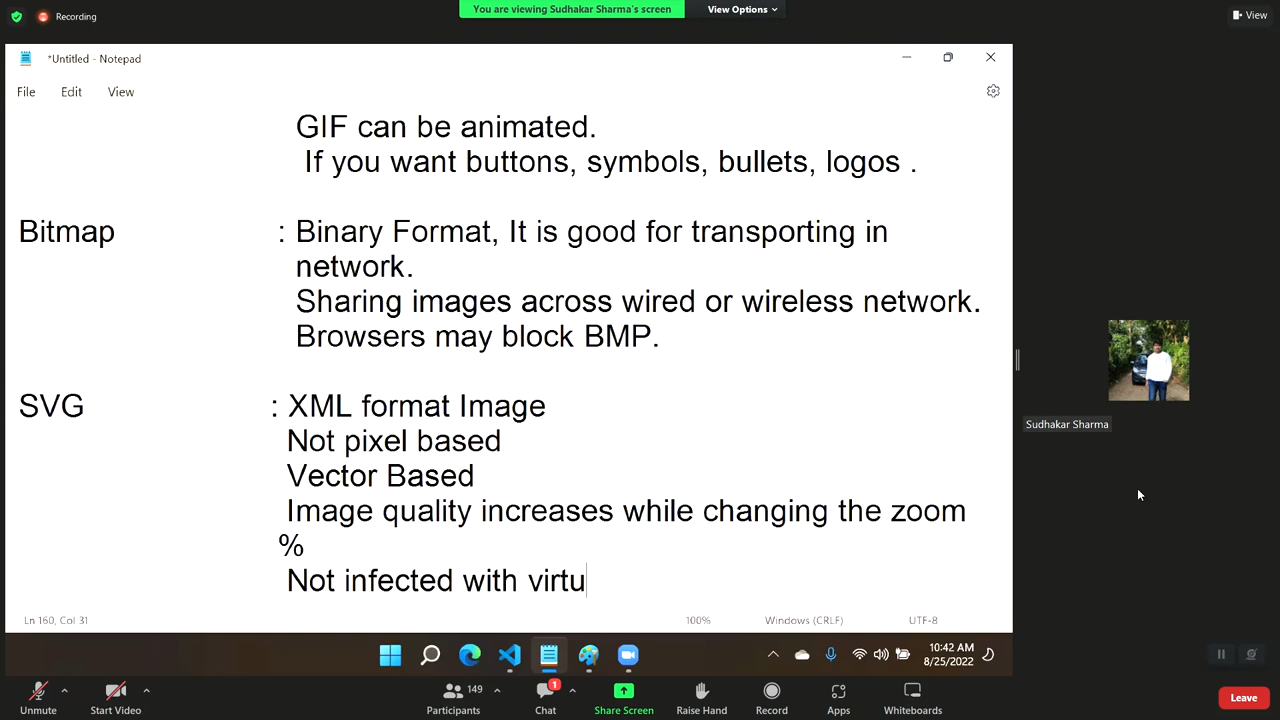 Recording
You are viewing Sudhakar Sharma's screen
View Options
View
*Untitled - Notepad
File Edit View
GIF can be animated.
If you want buttons, symbols, bullets, logos .
Bitmap : Binary Format, It is good for transporting in
network.
Sharing images across wired or wireless network.
Browsers may block BMP.
SVG : XML format Image
Not pixel based
Vector Based
Image quality increases while changing the zoom
%
Not infected with virtu
Sudhakar Sharma
Ln 160, Col 31 100% Windows (CRLF) UTF-8
10:42 AM
8/25/2022
Unmute Start Video Participants 149 Chat 1 Share Screen Raise Hand Record Apps Whiteboards Leave